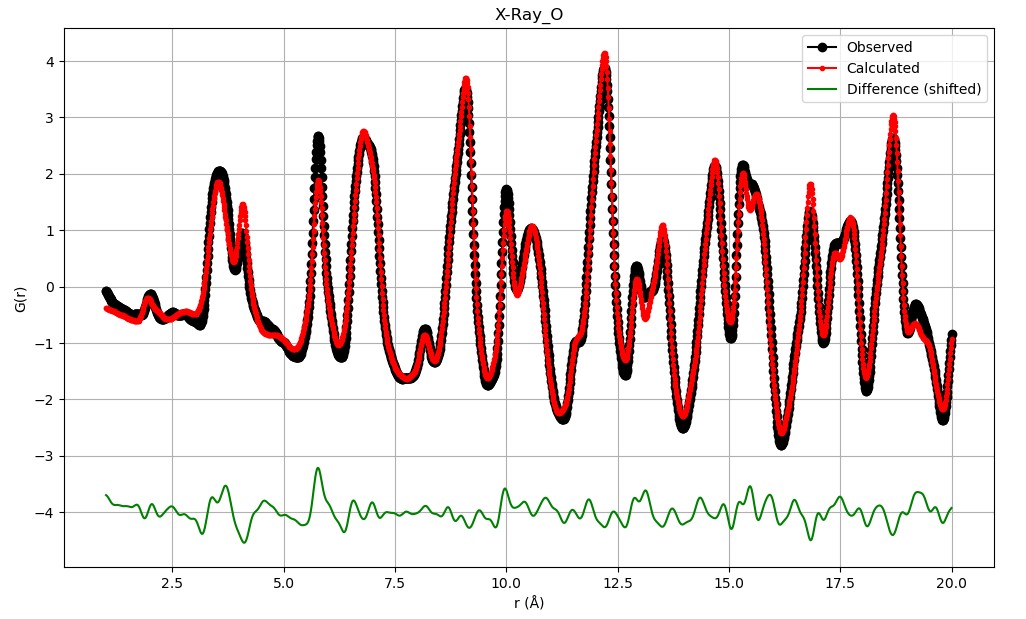 X-Ray_O
Observed
Calculated
Difference (shifted)
G(r)
4
3
2
1
0
−1
−2
−3
−4
2.5 5.0 7.5 10.0 12.5 15.0 17.5 20.0
r (Å)